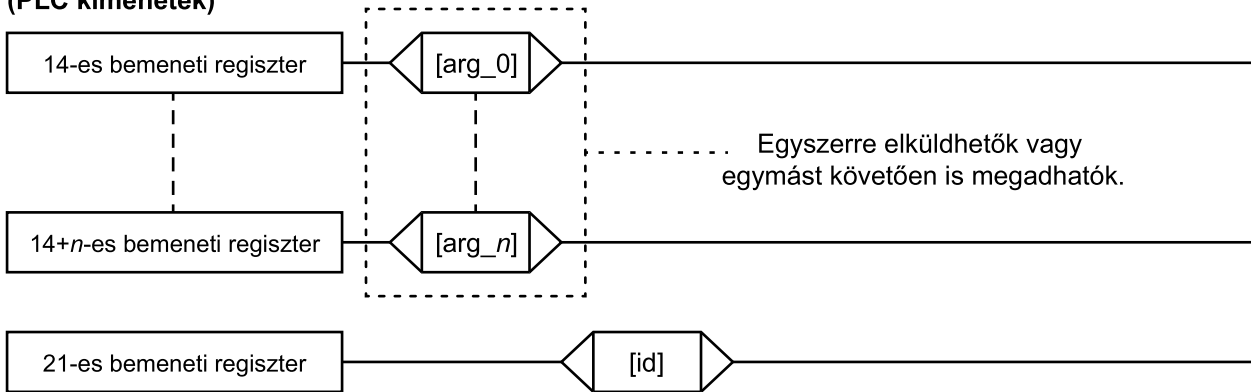 (PLC kimenetek)
14-es bemeneti regiszter
[arg_0]
Egyszerre elküldhetők vagy
egymást követően is megadhatók.
14+n-es bemeneti regiszter
[arg_n]
21-es bemeneti regiszter
[id]